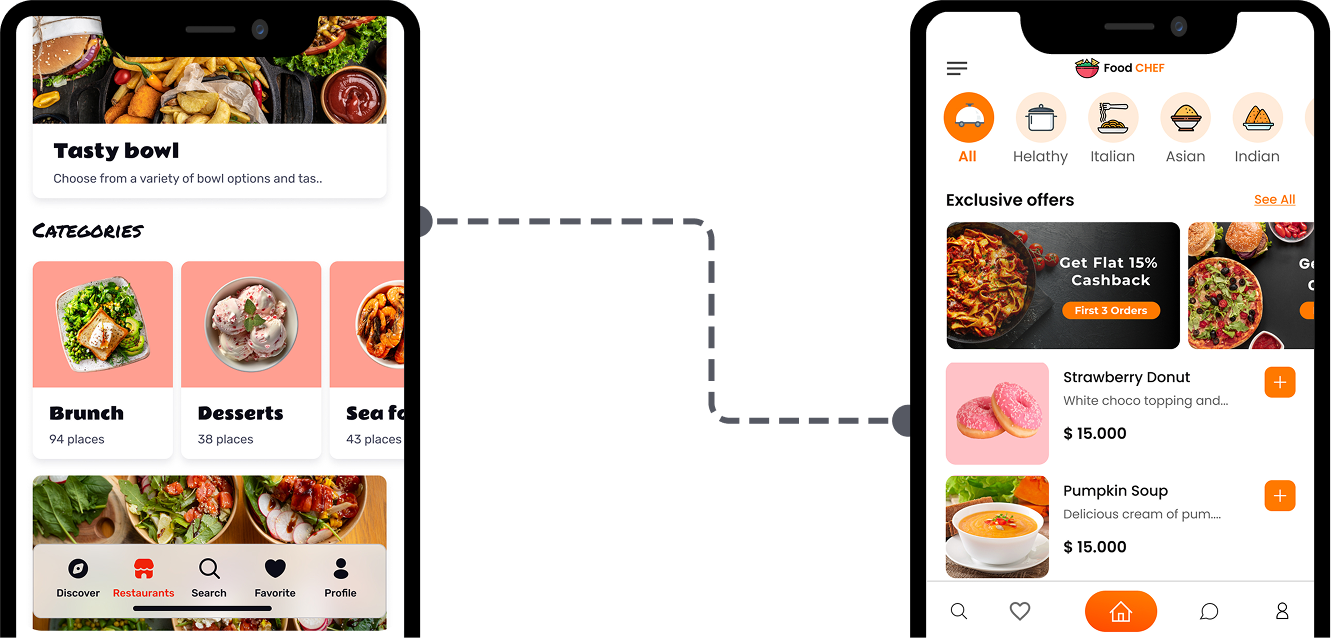 Tasty bowl
Choose from a variety of bowl options and tas..
Categories
Brunch
94 places
Desserts
38 places
Sea fo
43 places
Discover
Restaurants
Search
Favorite
Profile
Food CHEF
All
Helathy
Italian
Asian
Indian
Exclusive offers
See All
Get Flat 15%
Cashback
First 3 Orders
Ge
C
Strawberry Donut
White choco topping and...
$ 15.000
Pumpkin Soup
Delicious cream of pum....
$ 15.000